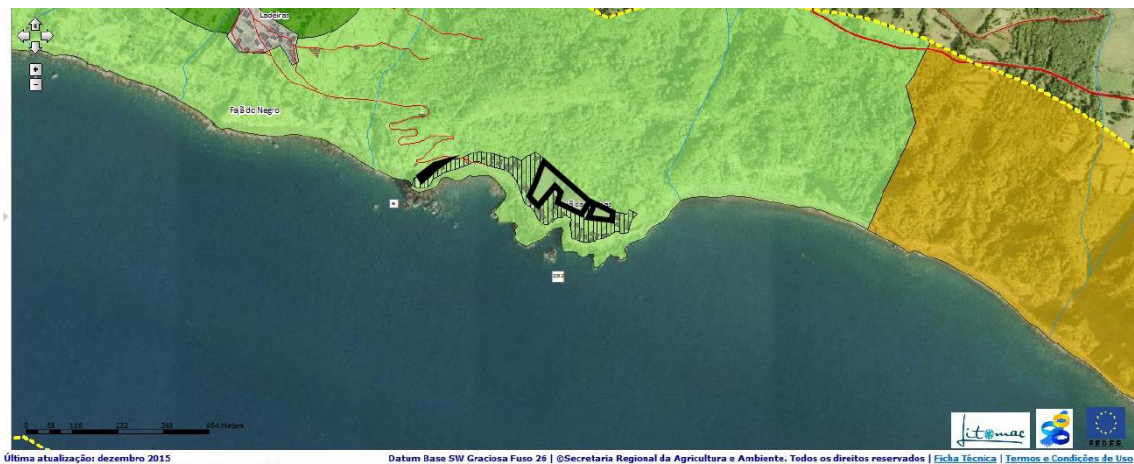 Ladeiras
Fajã do Negro
0 58 116 232 348 464 Meters
Litomac
FEDER
Última atualização: dezembro 2015
Datum Base SW Graciosa Fuso 26 | ©Secretaria Regional da Agricultura e Ambiente. Todos os direitos reservados | Ficha Técnica | Termos e Condições de Uso